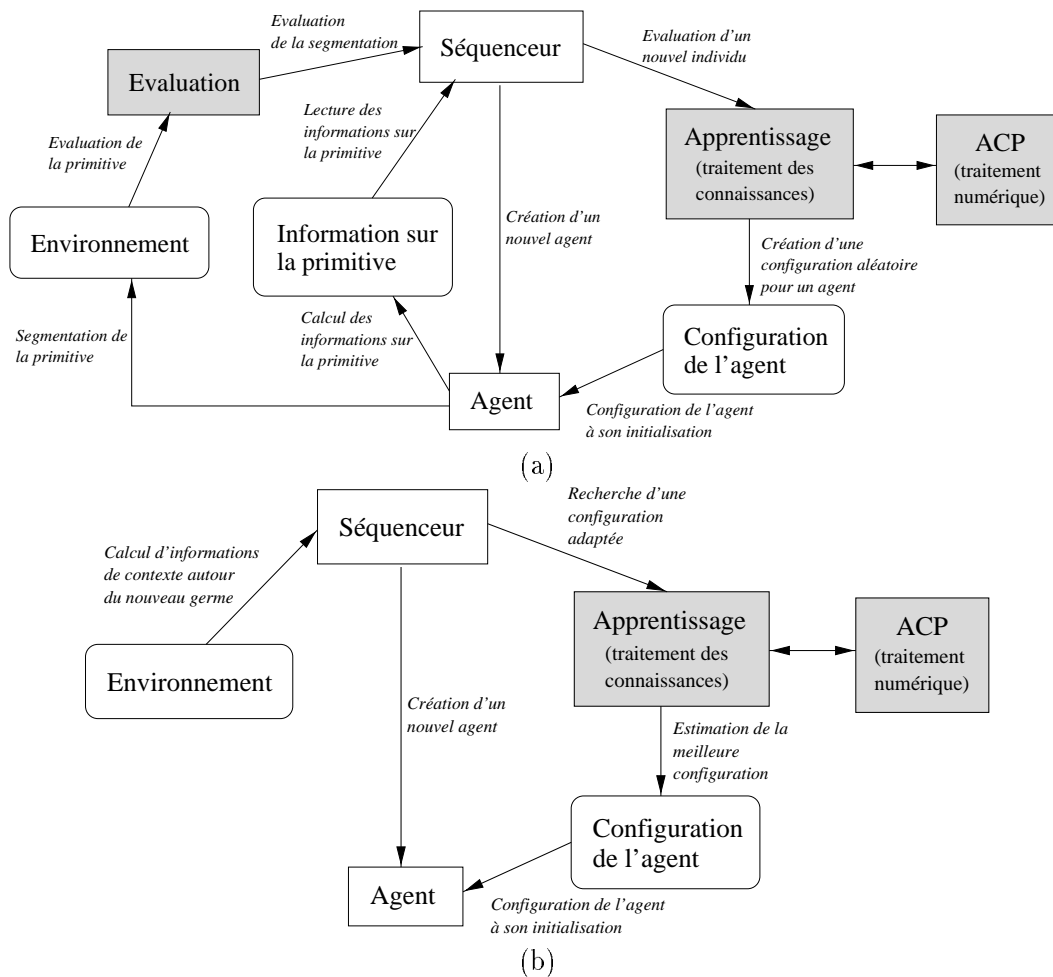 Evaluation
de la segmentation
Séquenceur
Evaluation d'un
nouvel individu
Evaluation
Lecture des
informations sur
la primitive
Evaluation de
la primitive
Apprentissage
(traitement des
connaissances)
ACP
(traitement
numérique)
Environnement
Information sur
la primitive
Création d'un
nouvel agent
Création d'une
configuration aléatoire
pour un agent
Segmentation de
la primitive
Calcul des
informations sur
la primitive
Configuration
de l'agent
Agent
Configuration de l'agent
à son initialisation
(a)
Recherche d'une
configuration
adaptée
Séquenceur
Calcul d'informations
de contexte autour
du nouveau germe
Apprentissage
(traitement des
connaissances)
ACP
(traitement
numérique)
Environnement
Création d'un
nouvel agent
Estimation de la
meilleure
configuration
Configuration
de l'agent
Agent
Configuration de l'agent
à son initialisation
(b)